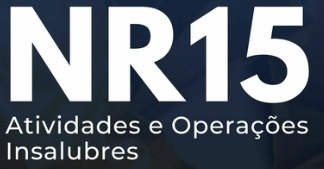 NR15
Atividades e Operações
Insalubres